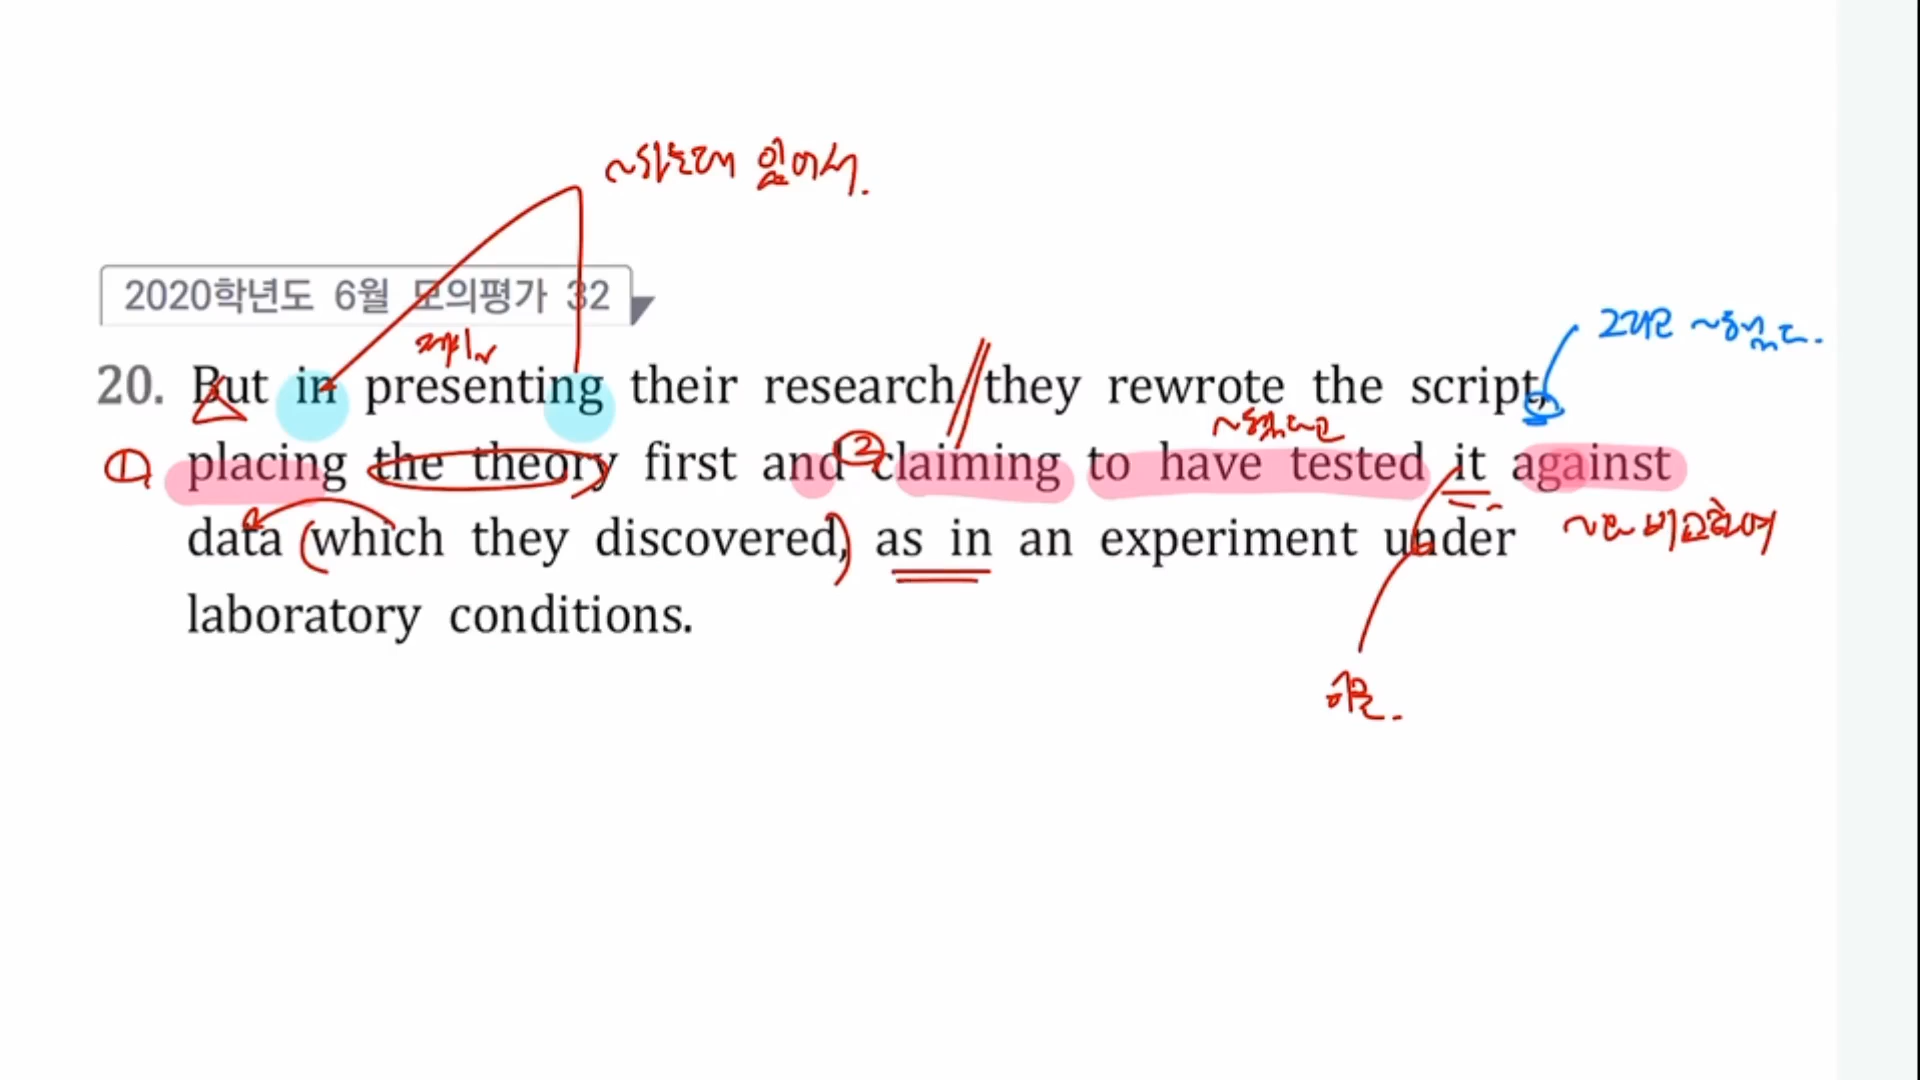 ~하는데 있어서.
2020학년도 6월 모의평가 32
그리고 ~했다.
20. But in presenting their research they rewrote the script,
~했다고
① placing the theory first and ② claiming to have tested it against
~와 비교하여
data (which they discovered,) as in an experiment under
laboratory conditions.
이론.